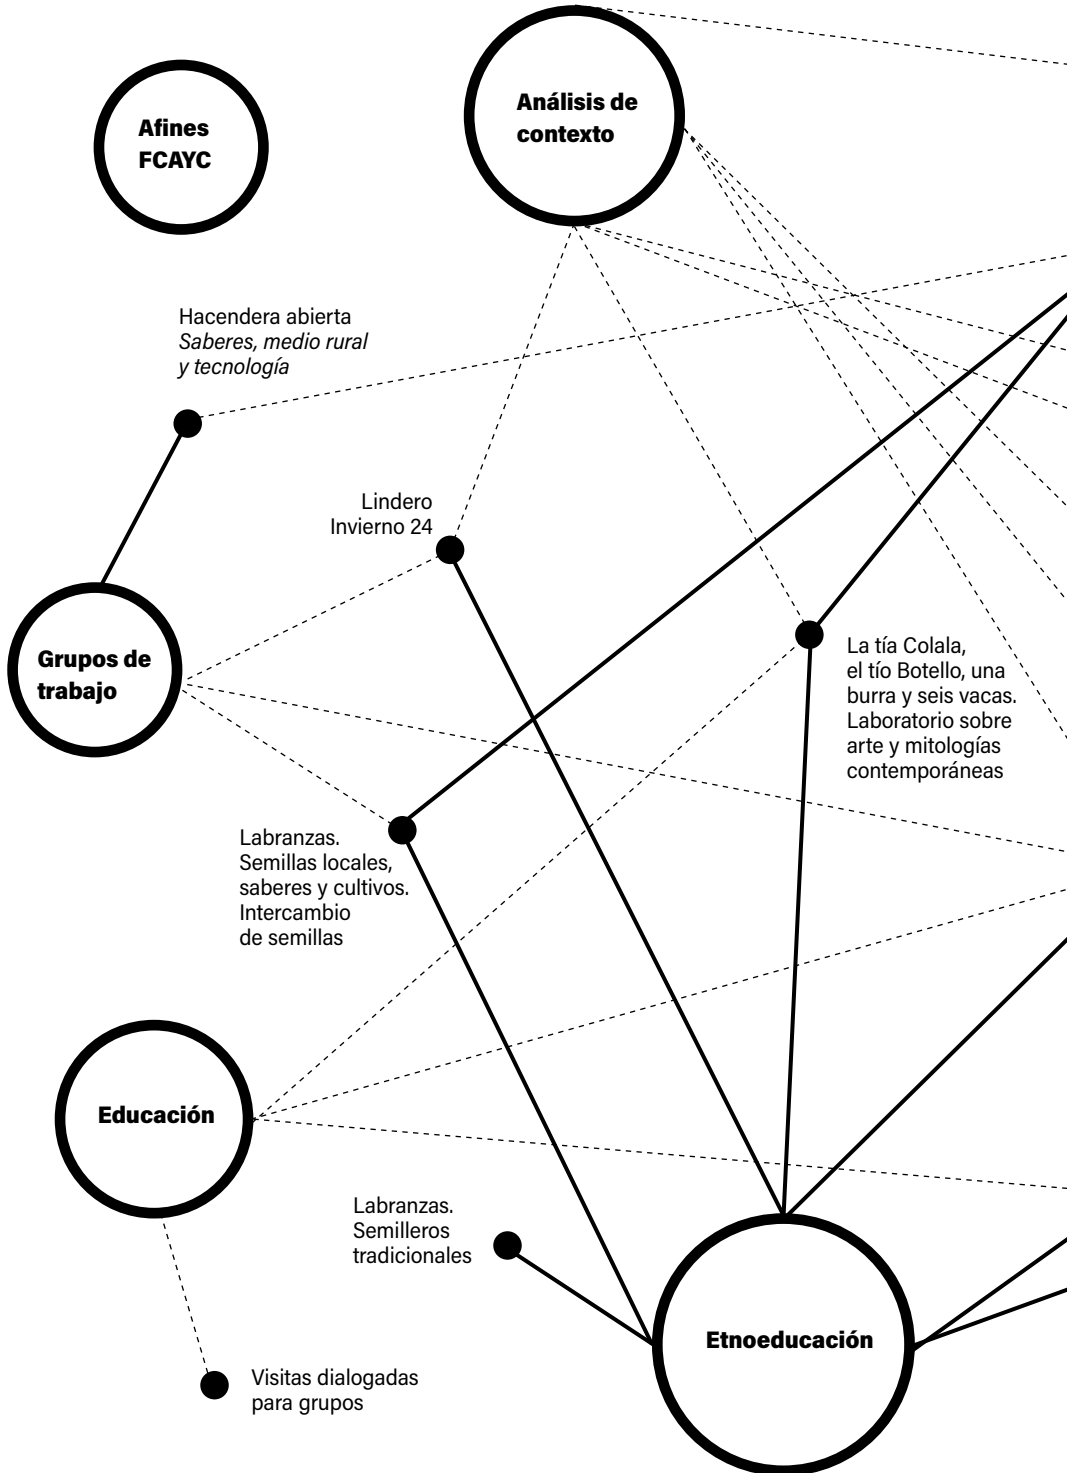 Análisis de
contexto
Afines
FCAYC
Hacendera abierta
Saberes, medio rural
y tecnología
Lindero
Invierno 24
Grupos de
trabajo
La tía Colala,
el tío Botello, una
burra y seis vacas.
Laboratorio sobre
arte y mitologías
contemporáneas
Labranzas.
Semillas locales,
saberes y cultivos.
Intercambio
de semillas
Educación
Labranzas.
Semilleros
tradicionales
Etnoeducación
Visitas dialogadas
para grupos